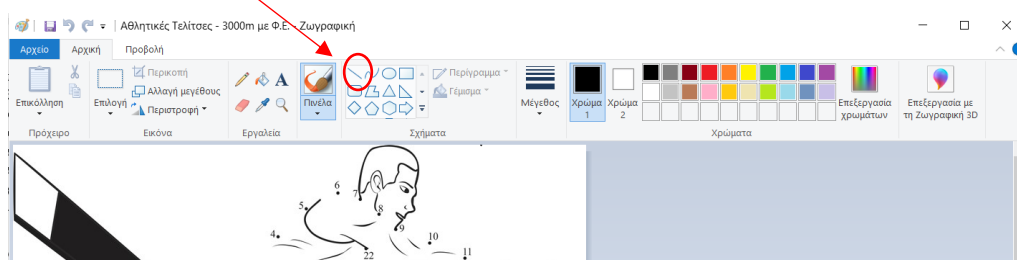 Αθλητικές Τελίτσες - 3000m με Φ.Ε. - Ζωγραφική
Αρχείο Αρχική Προβολή
Επικόλληση
Επιλογή
Περικοπή
Αλλαγή μεγέθους
Περιστροφή
A
Πινέλα
Περίγραμμα
Γέμισμα
Μέγεθος
Χρώμα 1
Χρώμα 2
Επεξεργασία χρωμάτων
Επεξεργασία με τη Ζωγραφική 3D
Πρόχειρο Εικόνα Εργαλεία Σχήματα Χρώματα
6
7
5
8
9
4
10
22
11